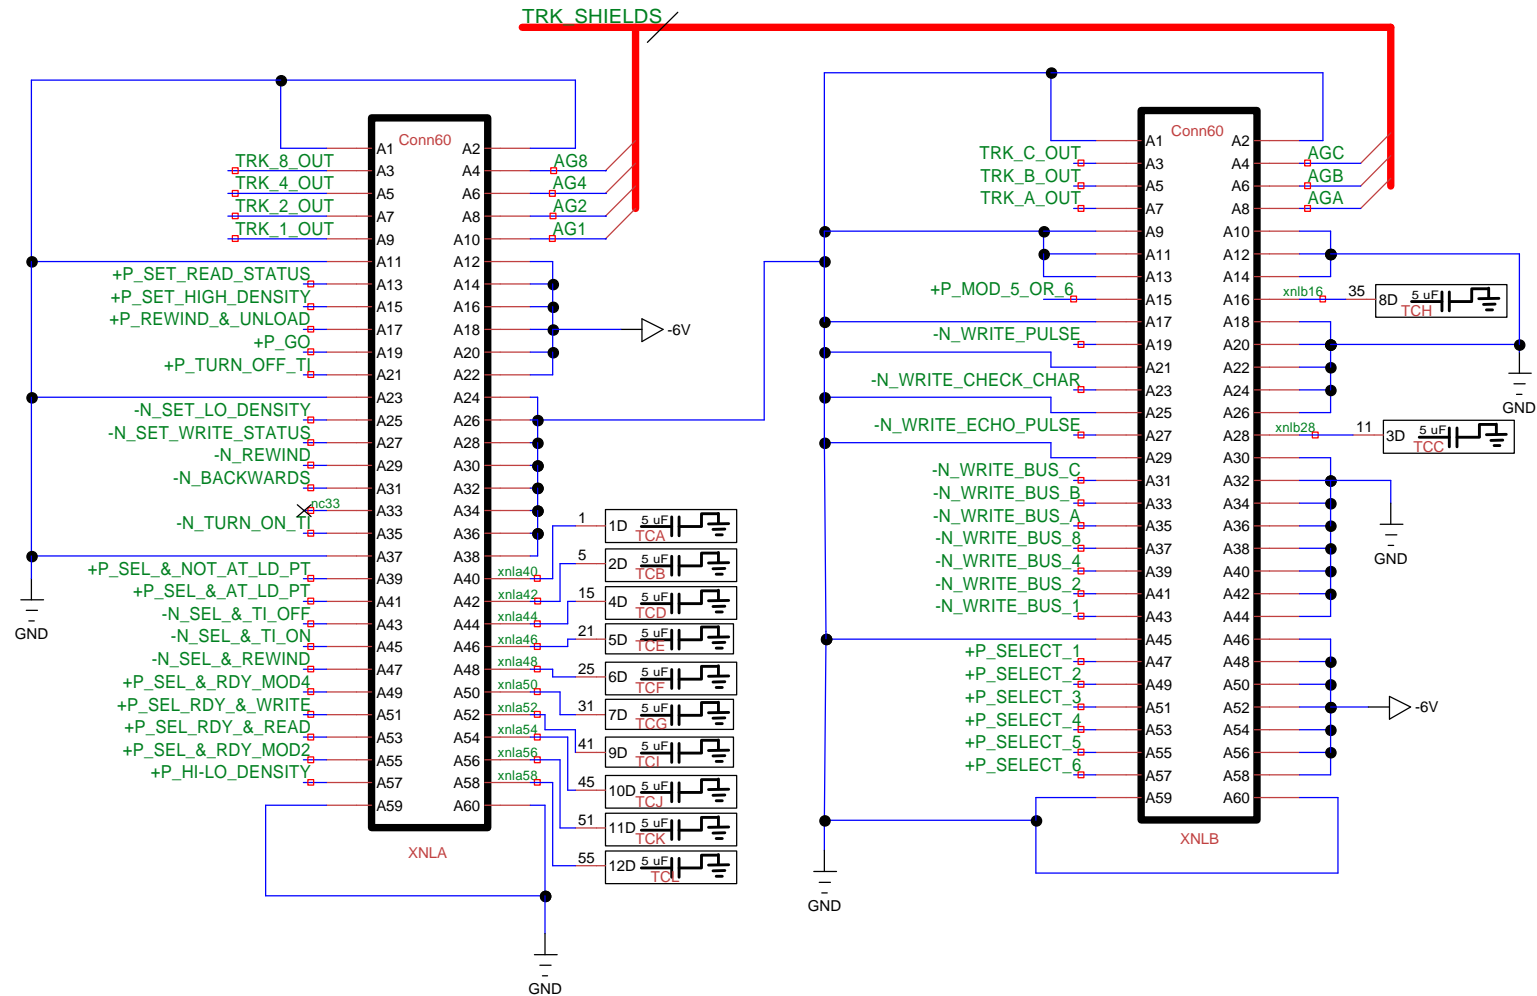 TRK_SHIELDS
Conn60
A1 A2
TRK_8_OUT A3 A4 AG8
TRK_4_OUT A5 A6 AG4
TRK_2_OUT A7 A8 AG2
TRK_1_OUT A9 A10 AG1
A11 A12
+P_SET_READ_STATUS A13 A14
+P_SET_HIGH_DENSITY A15 A16
+P_REWIND_&_UNLOAD A17 A18 -6V
+P_GO A19 A20
+P_TURN_OFF_TI A21 A22
A23 A24
-N_SET_LO_DENSITY A25 A26
-N_SET_WRITE_STATUS A27 A28
-N_REWIND A29 A30
-N_BACKWARDS A31 A32
nc33 A33 A34
-N_TURN_ON_TI A35 A36
A37 A38
+P_SEL_&_NOT_AT_LD_PT A39 A40 xnla40
+P_SEL_&_AT_LD_PT A41 A42 xnla42
-N_SEL_&_TI_OFF A43 A44 xnla44
-N_SEL_&_TI_ON A45 A46 xnla46
-N_SEL_&_REWIND A47 A48 xnla48
+P_SEL_&_RDY_MOD4 A49 A50 xnla50
+P_SEL_RDY_&_WRITE A51 A52 xnla52
+P_SEL_RDY_&_READ A53 A54 xnla54
+P_SEL_&_RDY_MOD2 A55 A56 xnla56
+P_HI-LO_DENSITY A57 A58 xnla58
A59 A60
XNLA
GND
GND
1 1D 5 uF
TCA
5 2D 5 uF
TCB
15 4D 5 uF
TCD
21 5D 5 uF
TCE
25 6D 5 uF
TCF
31 7D 5 uF
TCG
41 9D 5 uF
TCI
45 10D 5 uF
TCJ
51 11D 5 uF
TCK
55 12D 5 uF
TCL
Conn60
A1 A2
TRK_C_OUT A3 A4 AGC
TRK_B_OUT A5 A6 AGB
TRK_A_OUT A7 A8 AGA
A9 A10
A11 A12
A13 A14
+P_MOD_5_OR_6 A15 A16 xnlb16 35 8D 5 uF
TCH
A17 A18
-N_WRITE_PULSE A19 A20
A21 A22
-N_WRITE_CHECK_CHAR A23 A24
GND
A25 A26
-N_WRITE_ECHO_PULSE A27 A28 xnlb28 11 3D 5 uF
TCC
A29 A30
-N_WRITE_BUS_C A31 A32
-N_WRITE_BUS_B A33 A34
-N_WRITE_BUS_A A35 A36
GND
-N_WRITE_BUS_8 A37 A38
-N_WRITE_BUS_4 A39 A40
-N_WRITE_BUS_2 A41 A42
-N_WRITE_BUS_1 A43 A44
A45 A46
+P_SELECT_1 A47 A48
+P_SELECT_2 A49 A50
+P_SELECT_3 A51 A52 -6V
+P_SELECT_4 A53 A54
+P_SELECT_5 A55 A56
+P_SELECT_6 A57 A58
A59 A60
XNLB
GND